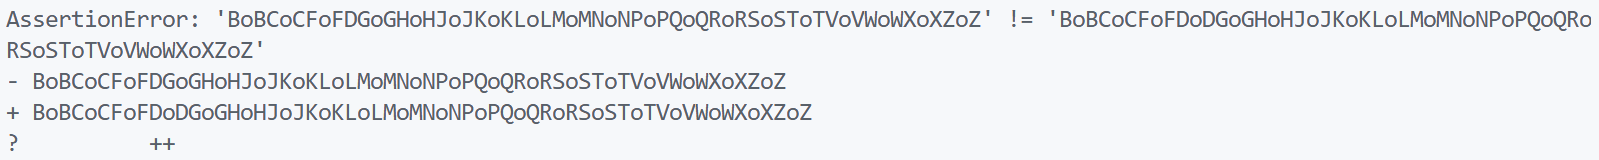 AssertionError: 'BoBCoCFoFDGoGHoHJoJKoKLoLMoMNoNPoPQoQRoRSoSToTVoVWoWXoXZoZ' != 'BoBCoCFoFDoDGoGHoHJoJKoKLoLMoMNoNPoPQoQRo
RSoSToTVoVWoWXoXZoZ'
- BoBCoCFoFDGoGHoHJoJKoKLoLMoMNoNPoPQoQRoRSoSToTVoVWoWXoXZoZ
+ BoBCoCFoFDoDGoGHoHJoJKoKLoLMoMNoNPoPQoQRoRSoSToTVoVWoWXoXZoZ
?          ++